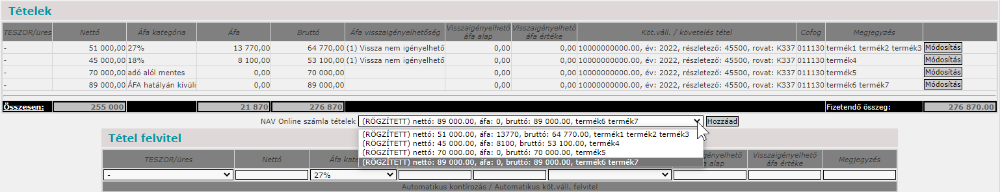 Tételek
TESZOR/üres Nettó Áfa kategória Áfa Bruttó Áfa visszaigényelhetőség Visszaigényelhető áfa alap Visszaigényelhető áfa értéke Köt.váll. / követelés tétel Cofog Megjegyzés
- 51 000,00 27% 13 770,00 64 770,00 (1) Vissza nem igényelhető 0,00 0,00 10000000000.00, év: 2022, részletező: 45500, rovat: K337 011130 termék1 termék2 termék3 Módosítás
- 45 000,00 18% 8 100,00 53 100,00 (1) Vissza nem igényelhető 0,00 0,00 10000000000.00, év: 2022, részletező: 45500, rovat: K337 011130 termék4 Módosítás
- 70 000,00 adó alól mentes 0,00 70 000,00 0,00 0,00 10000000000.00, év: 2022, részletező: 45500, rovat: K337 011130 termék5 Módosítás
- 89 000,00 ÁFA hatályán kívüli 0,00 89 000,00 0,00 0,00 10000000000.00, év: 2022, részletező: 45500, rovat: K337 011130 termék6 termék7 Módosítás
Összesen: 255 000 21 870 276 870 Fizetendő összeg: 276 870.00
NAV Online számla tételek (RÖGZÍTETT) nettó: 89 000.00, áfa: 0, bruttó: 89 000.00, termék6 termék7 Hozzáad
(RÖGZÍTETT) nettó: 51 000.00, áfa: 13770, bruttó: 64 770.00, termék1 termék2 termék3
(RÖGZÍTETT) nettó: 45 000.00, áfa: 8100, bruttó: 53 100.00, termék4
(RÖGZÍTETT) nettó: 70 000.00, áfa: 0, bruttó: 70 000.00, termék5
(RÖGZÍTETT) nettó: 89 000.00, áfa: 0, bruttó: 89 000.00, termék6 termék7
Tétel felvitel
TESZOR/üres Nettó Áfa alap Visszaigényelhető áfa értéke Megjegyzés
- 27%
Automatikus kontírozás / Automatikus köt.váll. felvitel